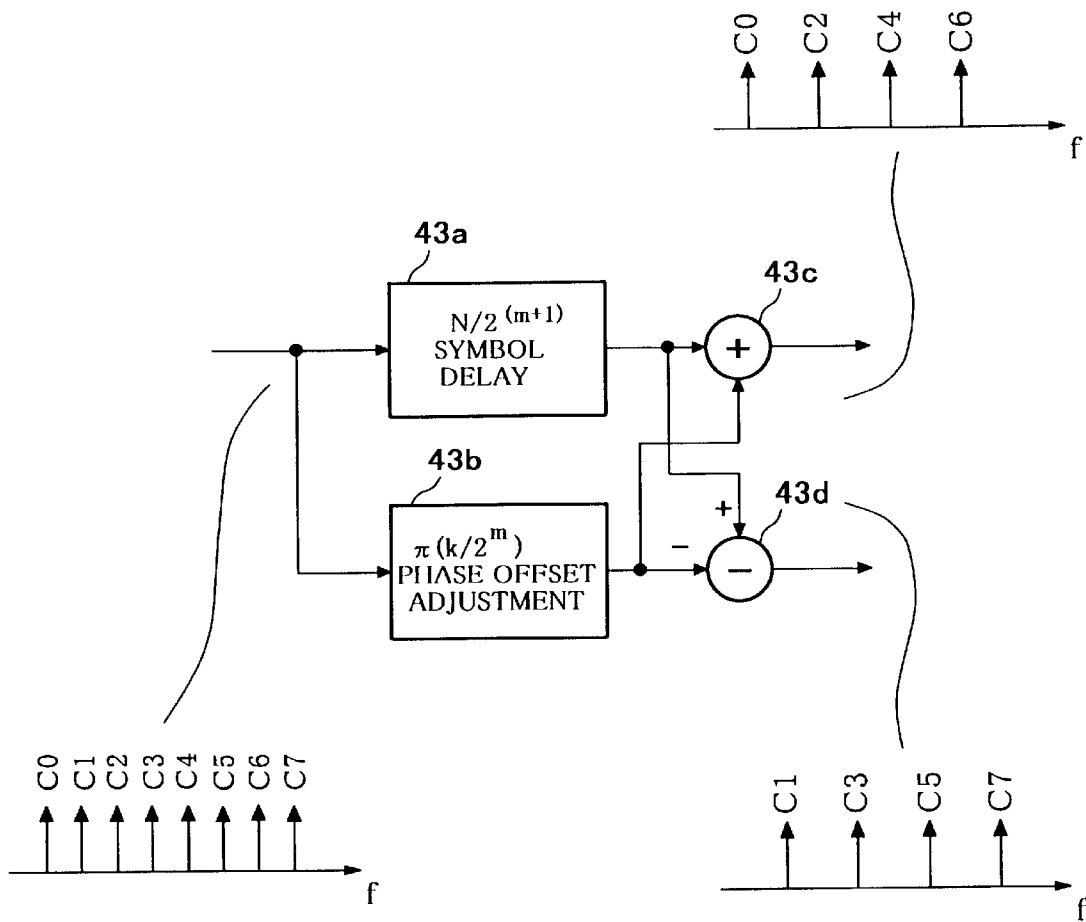 C0 C2 C4 C6
f
43a
N/2 (m+1)
SYMBOL
DELAY
43c
+
43b
π(k/2 m)
PHASE OFFSET
ADJUSTMENT
43d
+
−
−
C0 C1 C2 C3 C4 C5 C6 C7
f
C1 C3 C5 C7
f